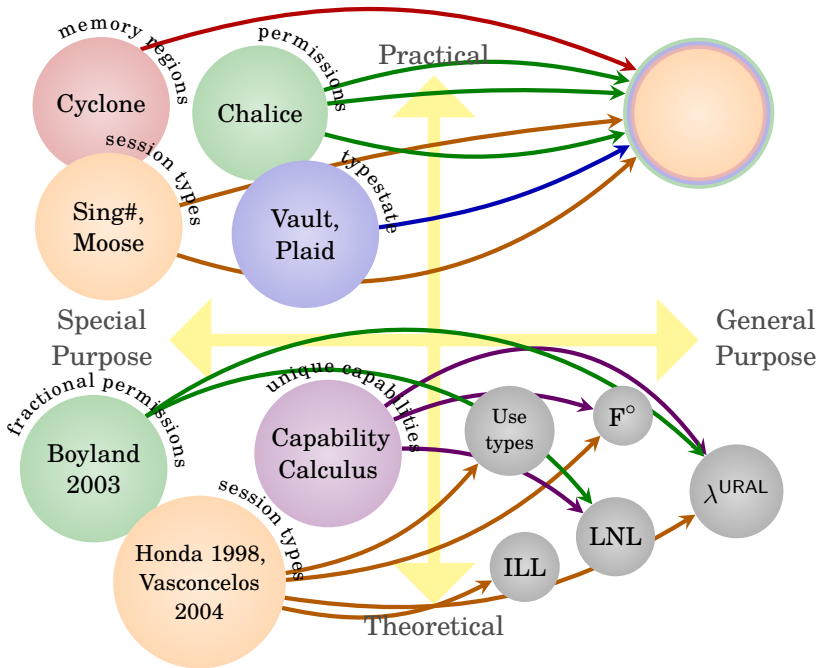 memory regions
permissions
Practical
Cyclone
Chalice
session types
typestate
Sing#,
Moose
Vault,
Plaid
Special
Purpose
General
Purpose
fractional permissions
unique capabilities
Boyland
2003
Capability
Calculus
Use
types
F°
λURAL
session types
LNL
Honda 1998,
Vasconcelos
2004
ILL
Theoretical